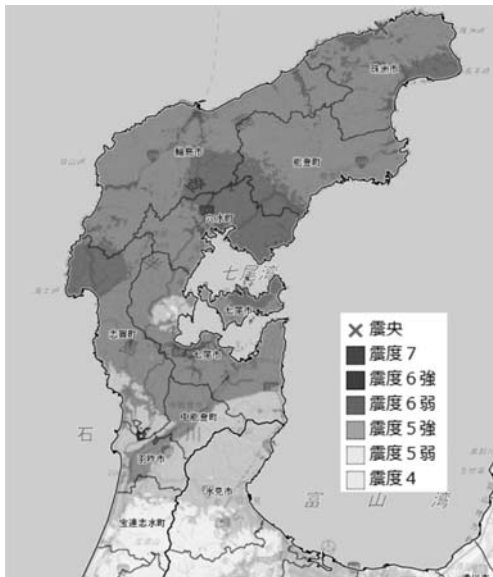 珠洲市
輪島市
能登町
穴水町
七尾湾
七尾市
志賀町
七尾市
中能登町
石
川
羽咋市
氷見市
富山湾
宝達志水町
震央
震度7
震度6強
震度6弱
震度5強
震度5弱
震度4